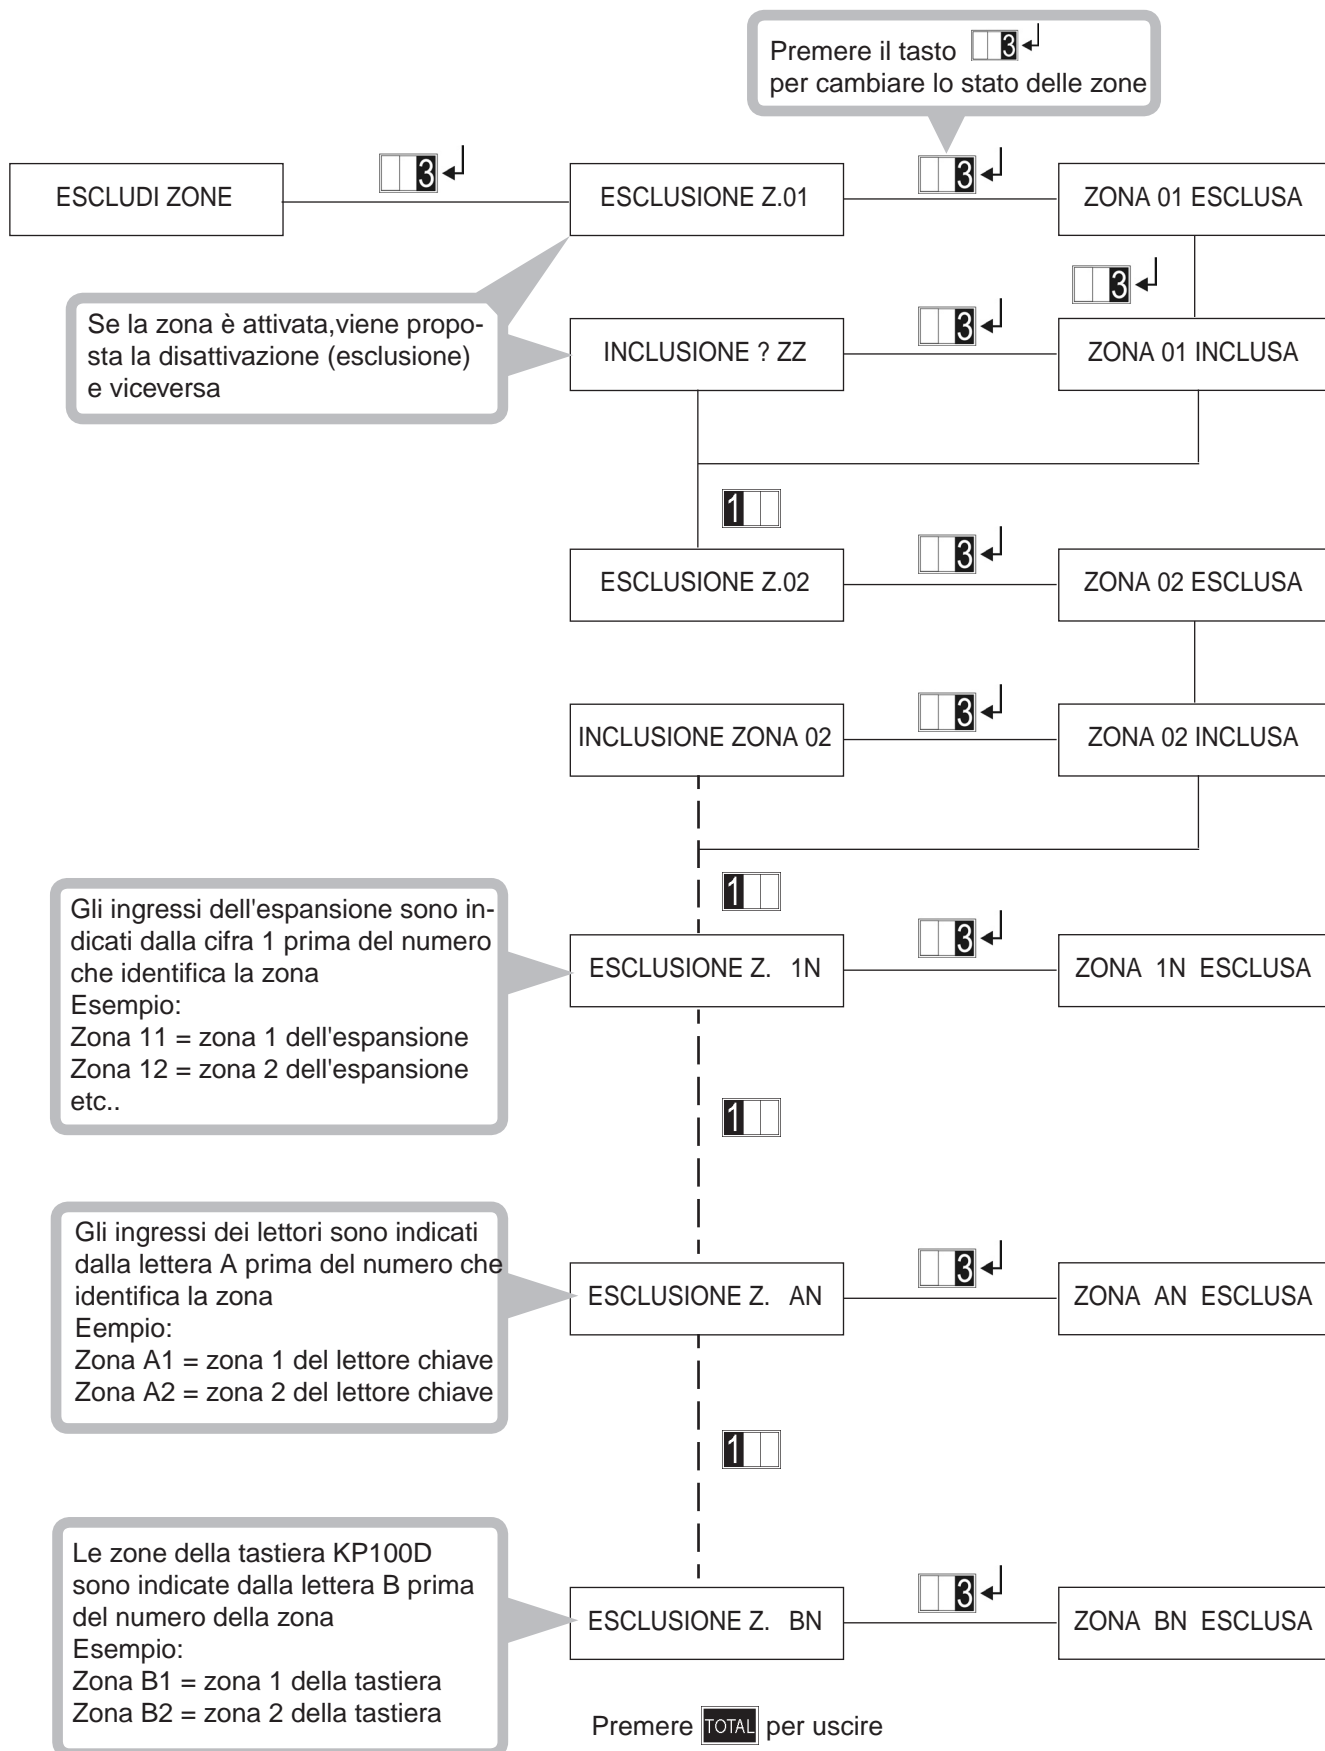 Premere il tasto 3
per cambiare lo stato delle zone
3
3
ESCLUDI ZONE
ESCLUSIONE Z.01
ZONA 01 ESCLUSA
3
Se la zona è attivata,viene propo-
sta la disattivazione (esclusione)
e viceversa
3
INCLUSIONE ? ZZ
ZONA 01 INCLUSA
1
3
ESCLUSIONE Z.02
ZONA 02 ESCLUSA
3
INCLUSIONE ZONA 02
ZONA 02 INCLUSA
1
Gli ingressi dell'espansione sono in-
dicati dalla cifra 1 prima del numero
che identifica la zona
Esempio:
Zona 11 = zona 1 dell'espansione
Zona 12 = zona 2 dell'espansione
etc..
3
ESCLUSIONE Z. 1N
ZONA 1N ESCLUSA
1
Gli ingressi dei lettori sono indicati
dalla lettera A prima del numero che
identifica la zona
Eempio:
Zona A1 = zona 1 del lettore chiave
Zona A2 = zona 2 del lettore chiave
3
ESCLUSIONE Z. AN
ZONA AN ESCLUSA
1
Le zone della tastiera KP100D
sono indicate dalla lettera B prima
del numero della zona
Esempio:
Zona B1 = zona 1 della tastiera
Zona B2 = zona 2 della tastiera
3
ESCLUSIONE Z. BN
ZONA BN ESCLUSA
Premere TOTAL per uscire